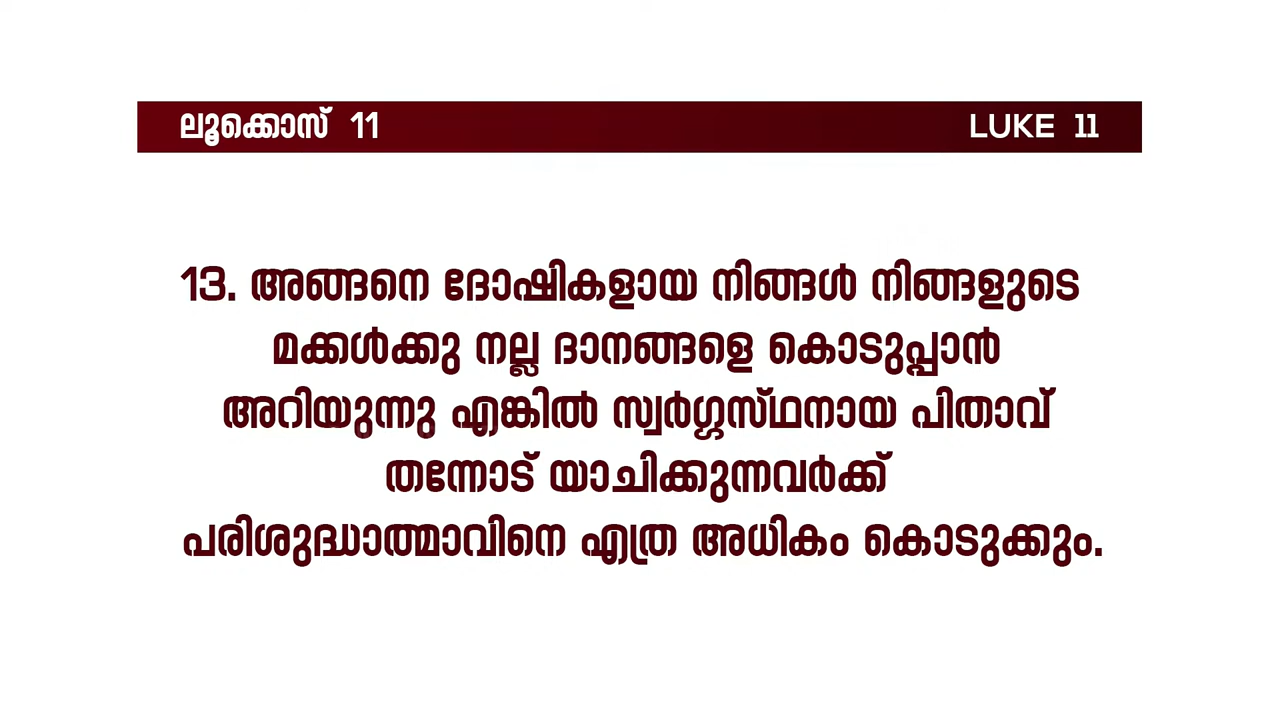 ലൂക്കൊസ് 11 LUKE 11
13. അങ്ങനെ ദോഷികളായ നിങ്ങൾ നിങ്ങളുടെ
മക്കൾക്കു നല്ല ദാനങ്ങളെ കൊടുപ്പാൻ
അറിയുന്നു എങ്കിൽ സ്വർഗ്ഗസ്ഥനായ പിതാവ്
തന്നോട് യാചിക്കുന്നവർക്ക്
പരിശുദ്ധാത്മാവിനെ എത്ര അധികം കൊടുക്കും.